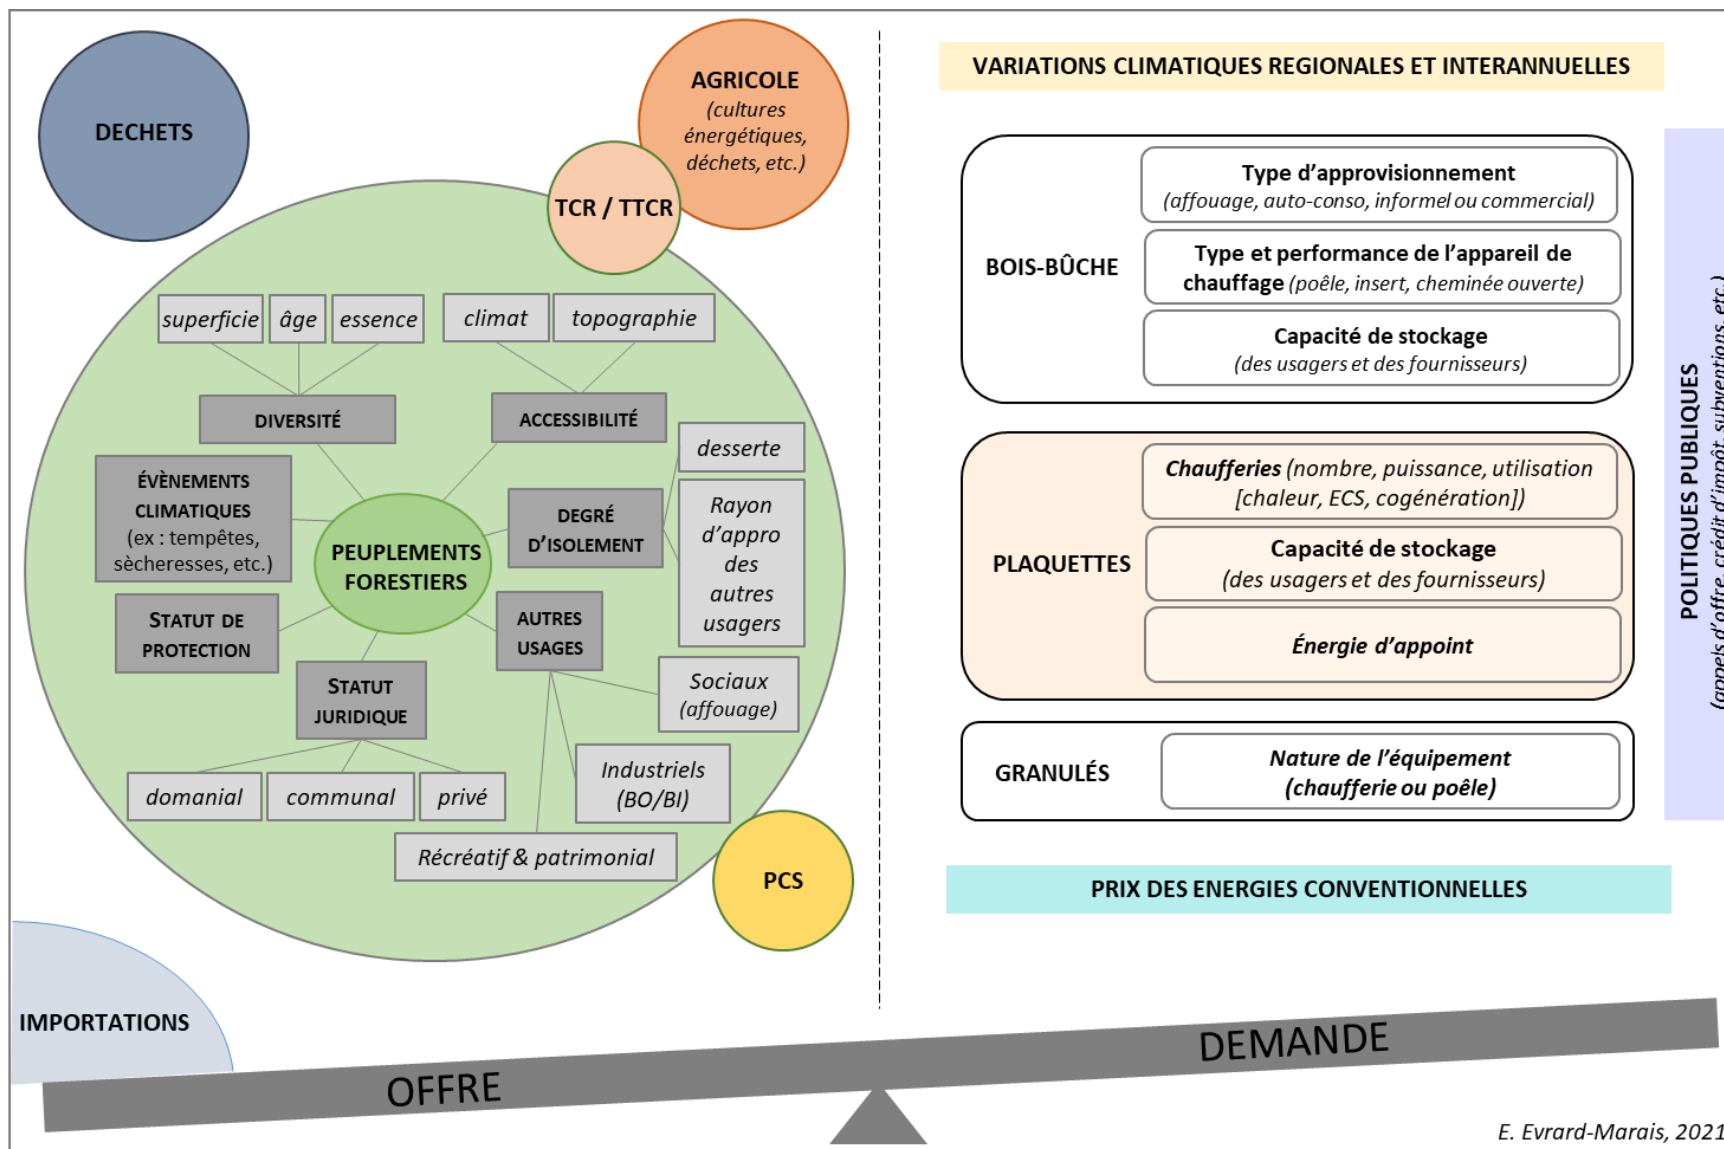 DECHETS
AGRICOLE
(cultures
énergétiques,
déchets, etc.)
TCR / TTCR
superficie
âge
essence
climat
topographie
DIVERSITÉ
ACCESSIBILITÉ
desserte
ÉVÈNEMENTS
CLIMATIQUES
(ex : tempêtes,
sècheresses, etc.)
DEGRÉ
D'ISOLEMENT
Rayon
d'appro
des
autres
usagers
PEUPLEMENTS
FORESTIERS
STATUT DE
PROTECTION
AUTRES
USAGES
STATUT
JURIDIQUE
Sociaux
(affouage)
domanial
communal
privé
Industriels
(BO/BI)
Récréatif & patrimonial
PCS
IMPORTATIONS
VARIATIONS CLIMATIQUES REGIONALES ET INTERANNUELLES
BOIS-BÛCHE
Type d'approvisionnement
(affouage, auto-conso, informel ou commercial)
Type et performance de l'appareil de
chauffage (poêle, insert, cheminée ouverte)
Capacité de stockage
(des usagers et des fournisseurs)
PLAQUETTES
Chaufferies (nombre, puissance, utilisation
[chaleur, ECS, cogénération])
Capacité de stockage
(des usagers et des fournisseurs)
Énergie d'appoint
GRANULÉS
Nature de l'équipement
(chaufferie ou poêle)
POLITIQUES PUBLIQUES
(appels d'offre, crédit d'impôt, subventions, etc.)
PRIX DES ENERGIES CONVENTIONNELLES
OFFRE
DEMANDE
E. Evrard-Marais, 2021